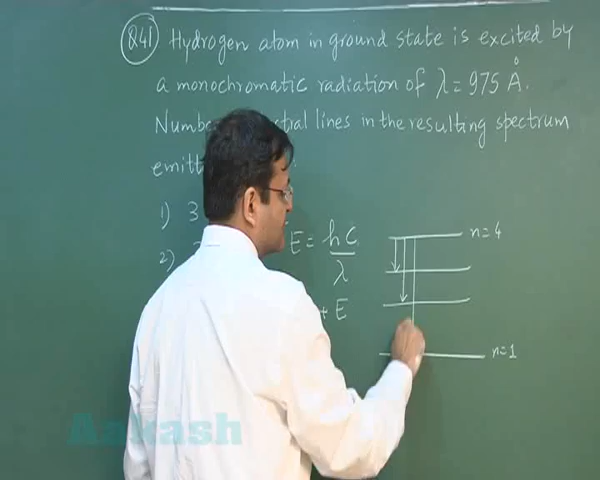 Q41 Hydrogen atom in ground state is excited by
a monochromatic radiation of λ = 975 Å.
Numb tral lines in the resulting spectrum
emitt
1) 3
2)
E = hc/λ
+ E
n=4
n=1
Aakash